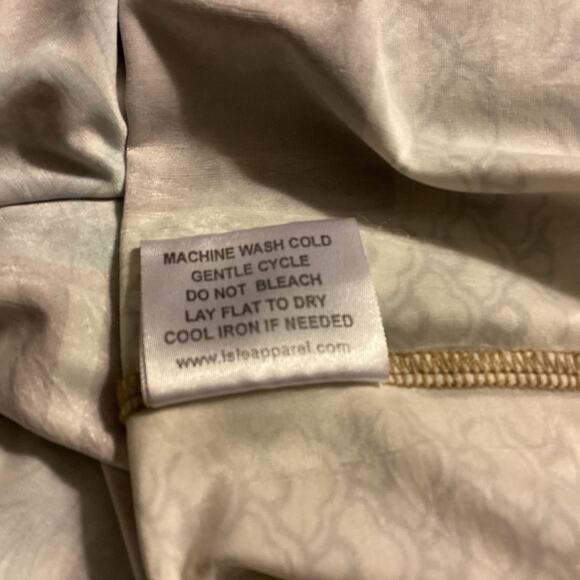 MACHINE WASH COLD
GENTLE CYCLE
DO NOT BLEACH
LAY FLAT TO DRY
COOL IRON IF NEEDED
www.isleapparel.com